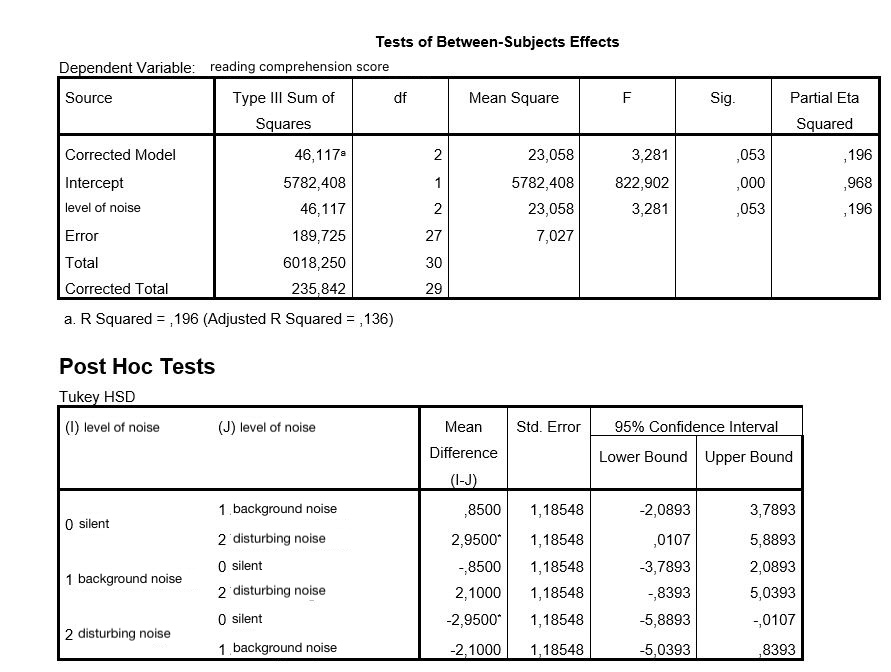 Tests of Between-Subjects Effects
Dependent Variable: reading comprehension score
Source Type III Sum of Squares df Mean Square F Sig. Partial Eta Squared
Corrected Model 46,117ᵃ 2 23,058 3,281 ,053 ,196
Intercept 5782,408 1 5782,408 822,902 ,000 ,968
level of noise 46,117 2 23,058 3,281 ,053 ,196
Error 189,725 27 7,027
Total 6018,250 30
Corrected Total 235,842 29
a. R Squared = ,196 (Adjusted R Squared = ,136)
Post Hoc Tests
Tukey HSD
(I) level of noise (J) level of noise Mean Difference (I-J) Std. Error 95% Confidence Interval
Lower Bound Upper Bound
0 silent 1 background noise ,8500 1,18548 -2,0893 3,7893
2 disturbing noise 2,9500* 1,18548 ,0107 5,8893
1 background noise 0 silent -,8500 1,18548 -3,7893 2,0893
2 disturbing noise 2,1000 1,18548 -,8393 5,0393
2 disturbing noise 0 silent -2,9500* 1,18548 -5,8893 -,0107
1 background noise -2,1000 1,18548 -5,0393 ,8393